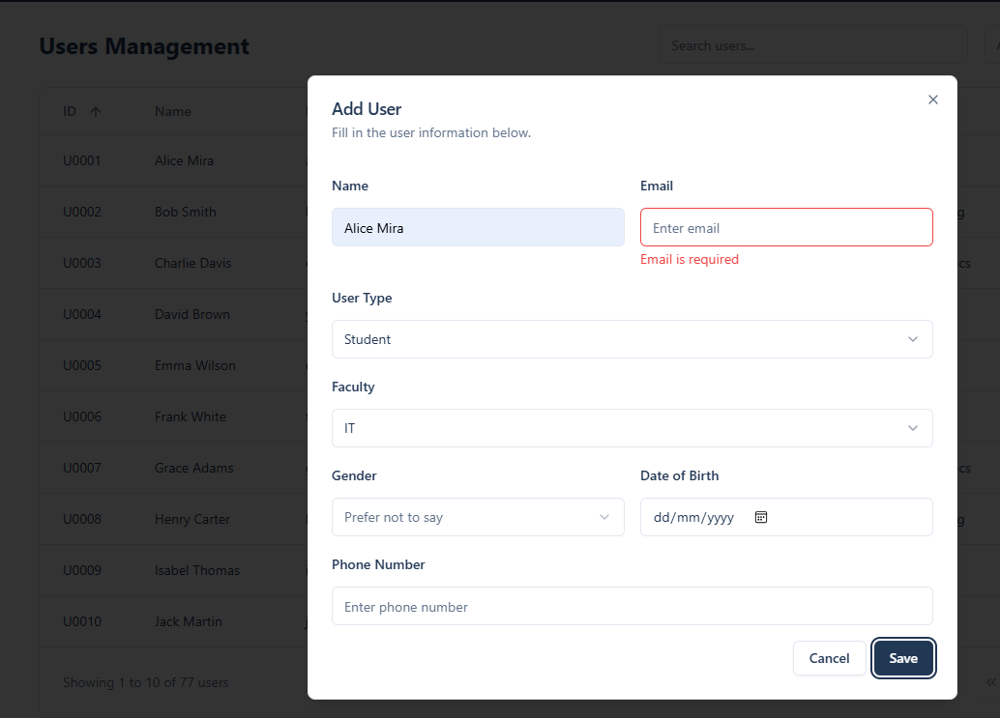 Users Management
Search users...
ID Name
U0001 Alice Mira
U0002 Bob Smith
U0003 Charlie Davis
U0004 David Brown
U0005 Emma Wilson
U0006 Frank White
U0007 Grace Adams
U0008 Henry Carter
U0009 Isabel Thomas
U0010 Jack Martin
Showing 1 to 10 of 77 users
Add User
Fill in the user information below.
Name Email
Alice Mira Enter email
Email is required
User Type
Student
Faculty
IT
Gender Date of Birth
Prefer not to say dd/mm/yyyy
Phone Number
Enter phone number
Cancel Save